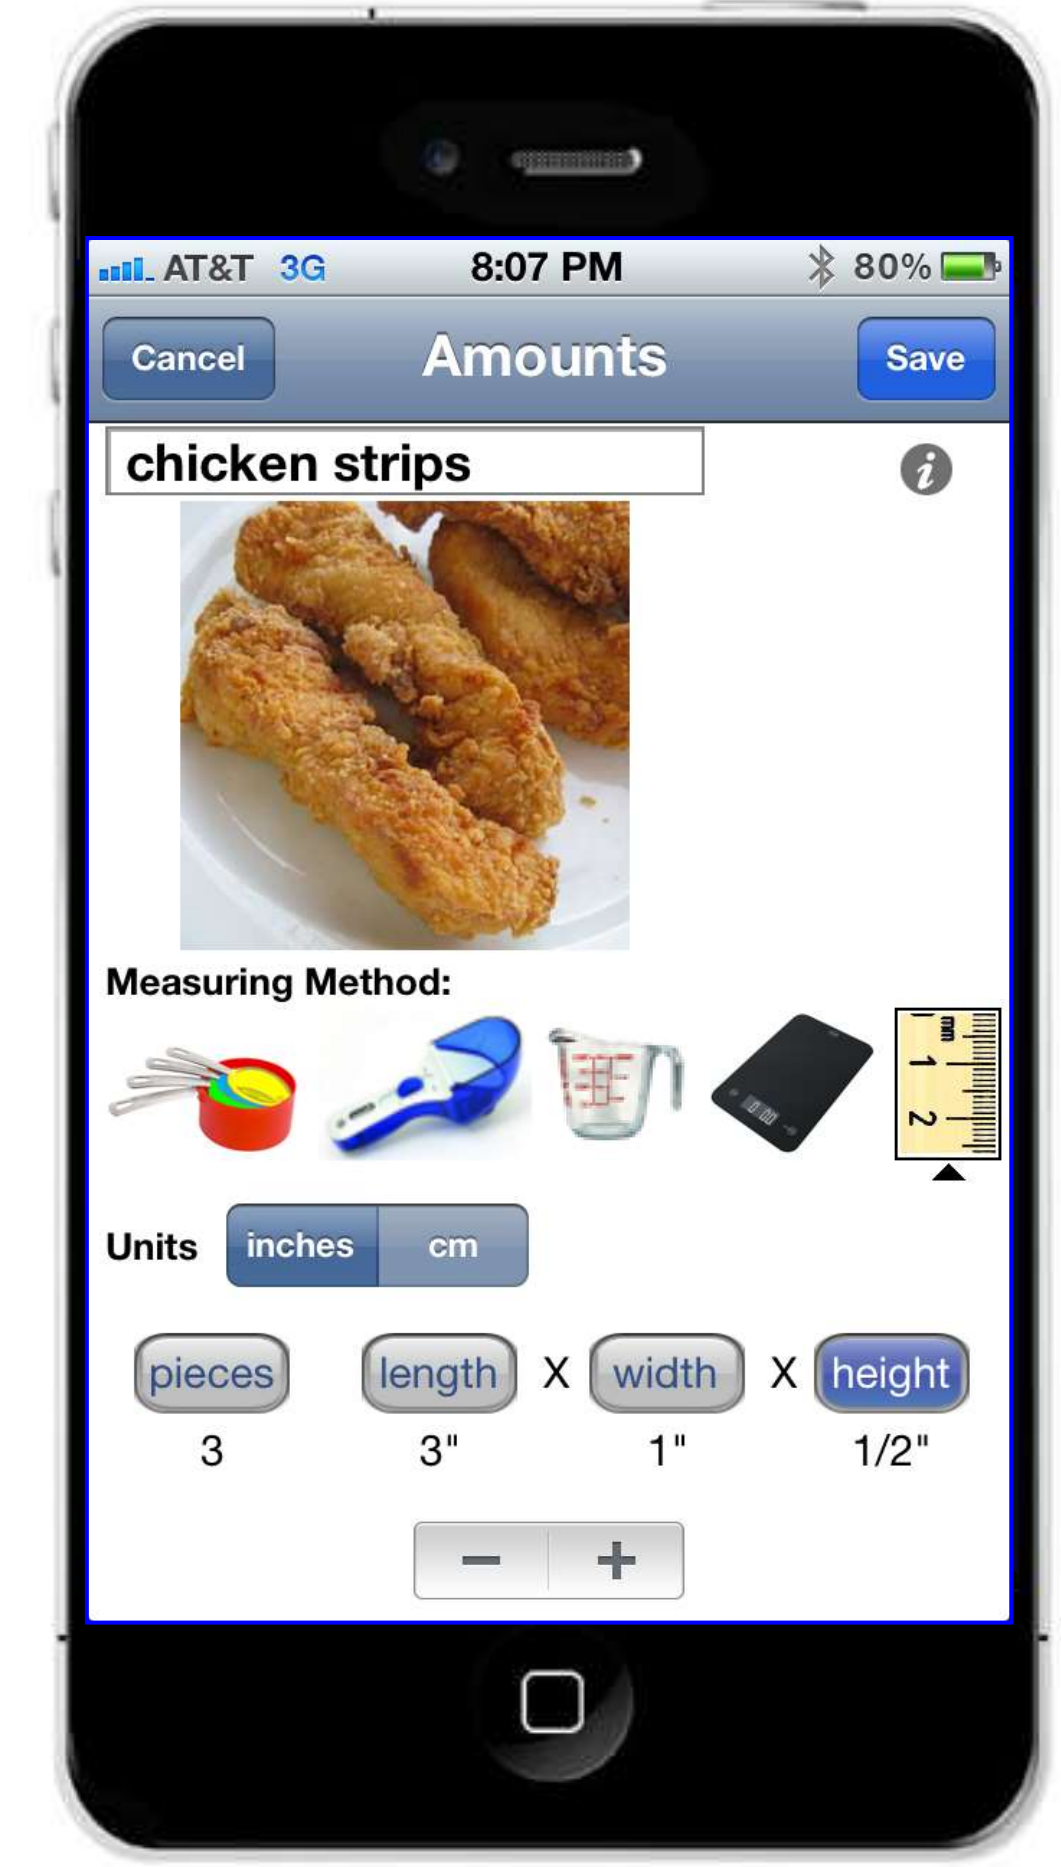 AT&T 3G 8:07 PM 80%
Cancel Amounts Save
chicken strips i
Measuring Method:
mm
1
2
Units inches cm
pieces length X width X height
3 3" 1" 1/2"
− +